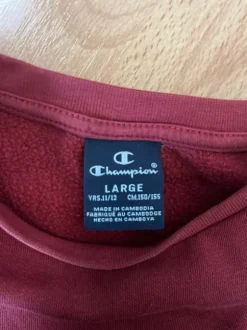 Champion
LARGE
YRS.11/12 CM.150/155
MADE IN CAMBODIA
FABRIQUÉ AU CAMBODGE
HECHO EN CAMBOYA